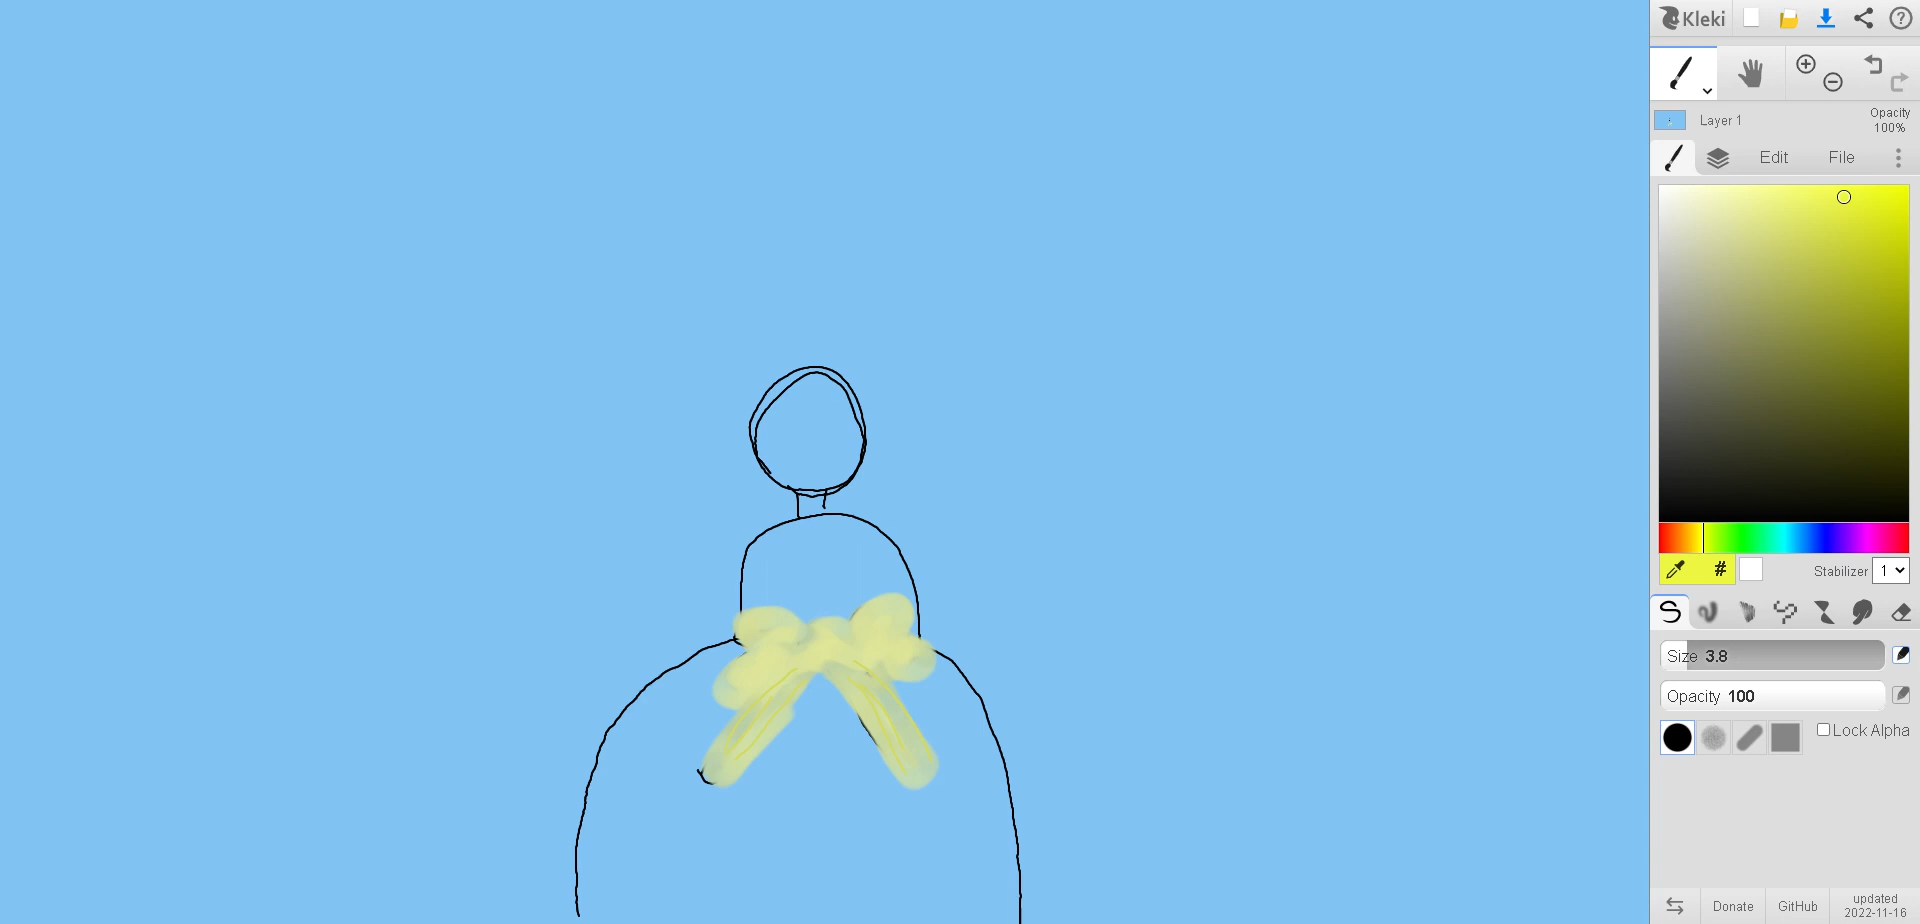 Kleki
Layer 1
Opacity
100%
Edit
File
#
Stabilizer 1
Size 3.8
Opacity 100
Lock Alpha
Donate
GitHub
updated
2022-11-16